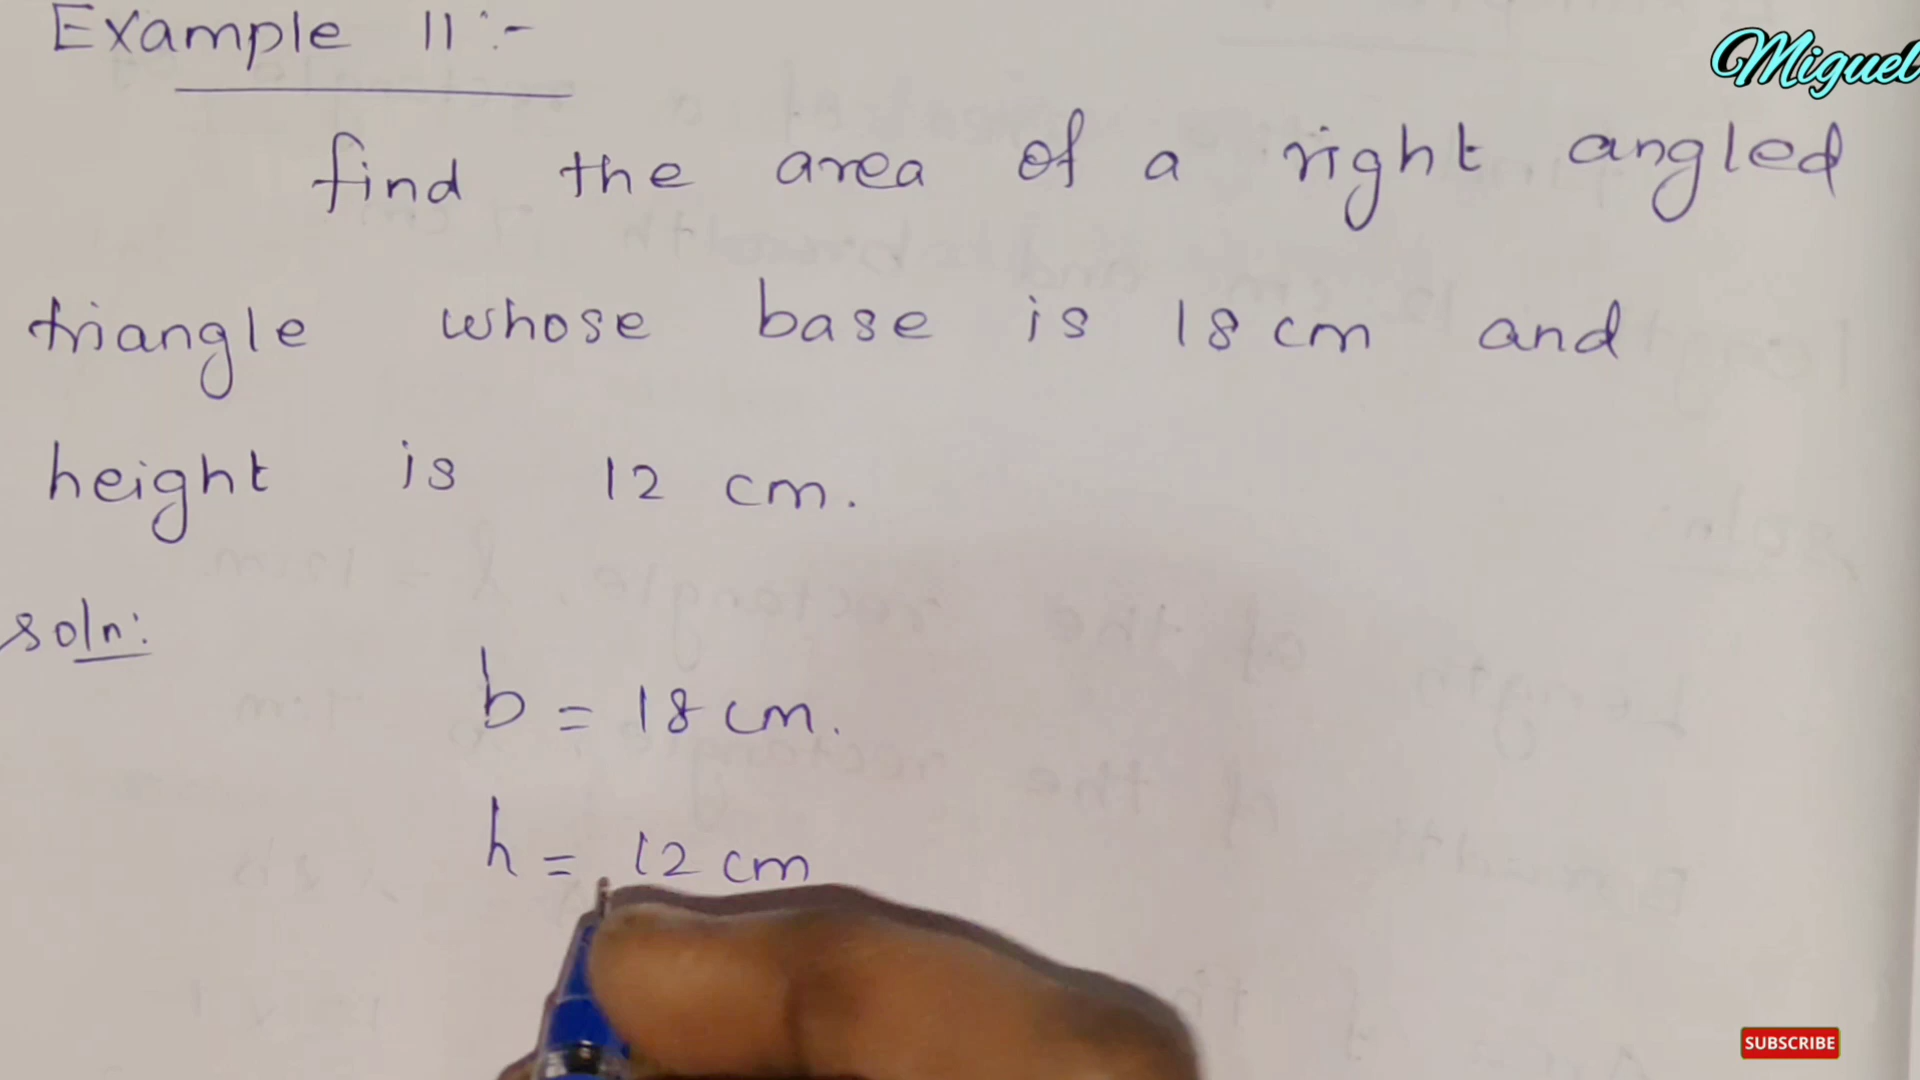 Example 11:-
Miguel
find the area of a right angled
triangle whose base is 18 cm and
height is 12 cm.
soln:
b = 18 cm.
h = 12 cm
SUBSCRIBE